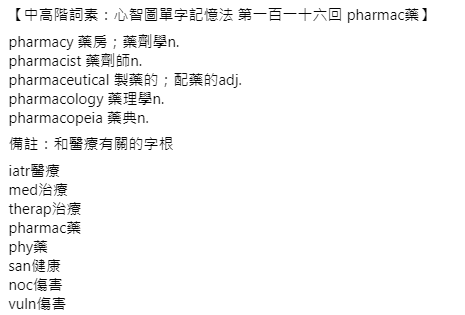 【中高階詞素：心智圖單字記憶法 第一百一十六回 pharmac藥】
pharmacy 藥房；藥劑學n.
pharmacist 藥劑師n.
pharmaceutical 製藥的；配藥的adj.
pharmacology 藥理學n.
pharmacopeia 藥典n.
備註：和醫療有關的字根
iatr醫療
med治療
therap治療
pharmac藥
phy藥
san健康
noc傷害
vuln傷害